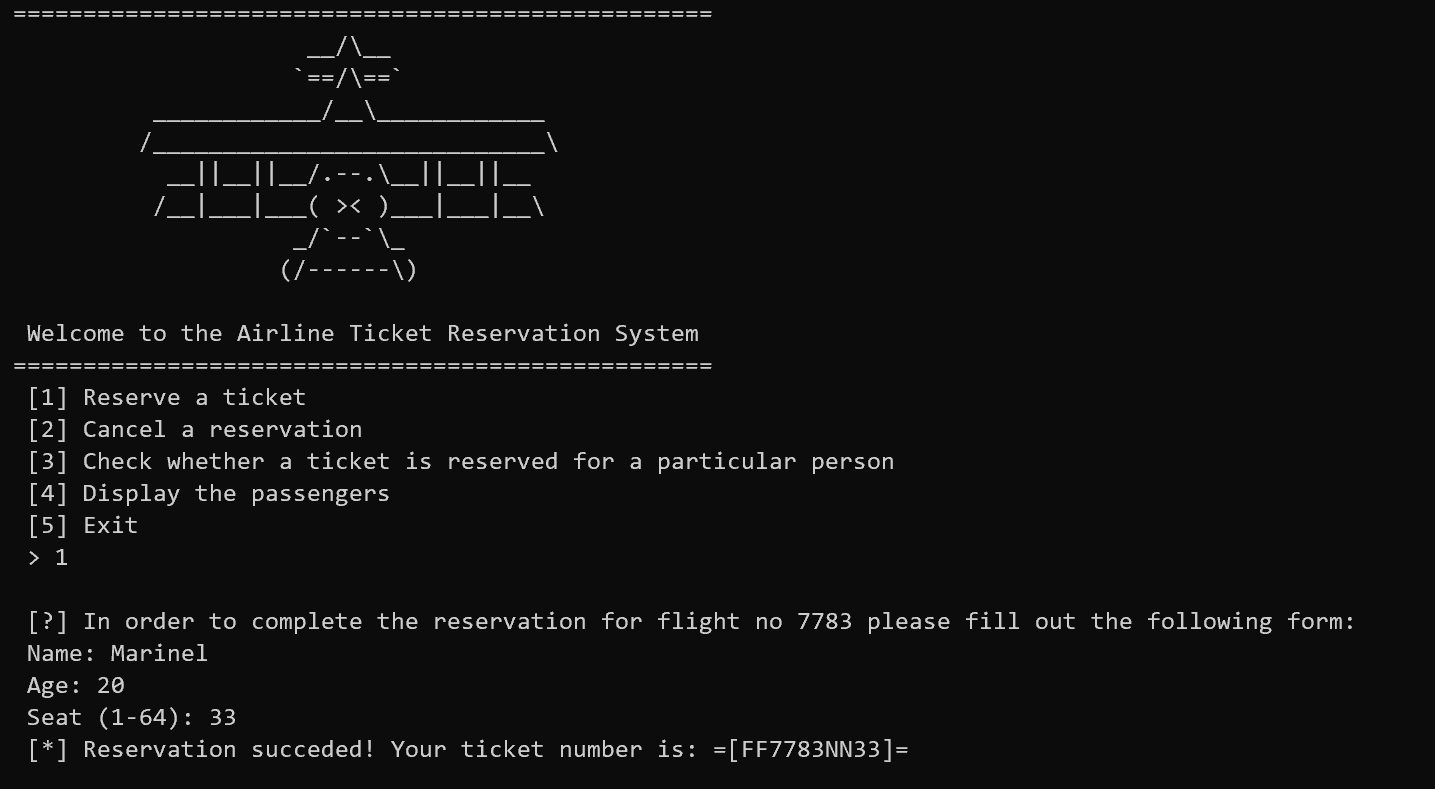 ==================================================
                     __/\__
                    `==/\==`
          ____________/__\____________
         /____________________________\
           __||__||__/.--.\__||__||__
          /__|___|___( >< )___|___|__\
                    _/`--`\_
                   (/------\)
Welcome to the Airline Ticket Reservation System
==================================================
[1] Reserve a ticket
[2] Cancel a reservation
[3] Check whether a ticket is reserved for a particular person
[4] Display the passengers
[5] Exit
> 1
[?] In order to complete the reservation for flight no 7783 please fill out the following form:
Name: Marinel
Age: 20
Seat (1-64): 33
[*] Reservation succeded! Your ticket number is: =[FF7783NN33]=